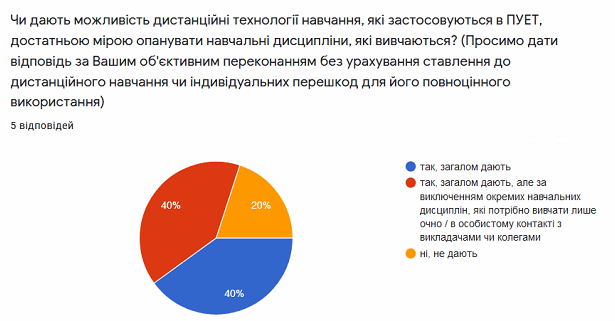 Чи дають можливість дистанційні технології навчання, які застосовуються в ПУЕТ,
достатньою мірою опанувати навчальні дисципліни, які вивчаються? (Просимо дати
відповідь за Вашим об'єктивним переконанням без урахування ставлення до
дистанційного навчання чи індивідуальних перешкод для його повноцінного
використання)
5 відповідей
так, загалом дають
так, загалом дають, але за
виключенням окремих навчальних
дисциплін, які потрібно вивчати лише
очно / в особистому контакті з
викладачами чи колегами
ні, не дають
40%
20%
40%